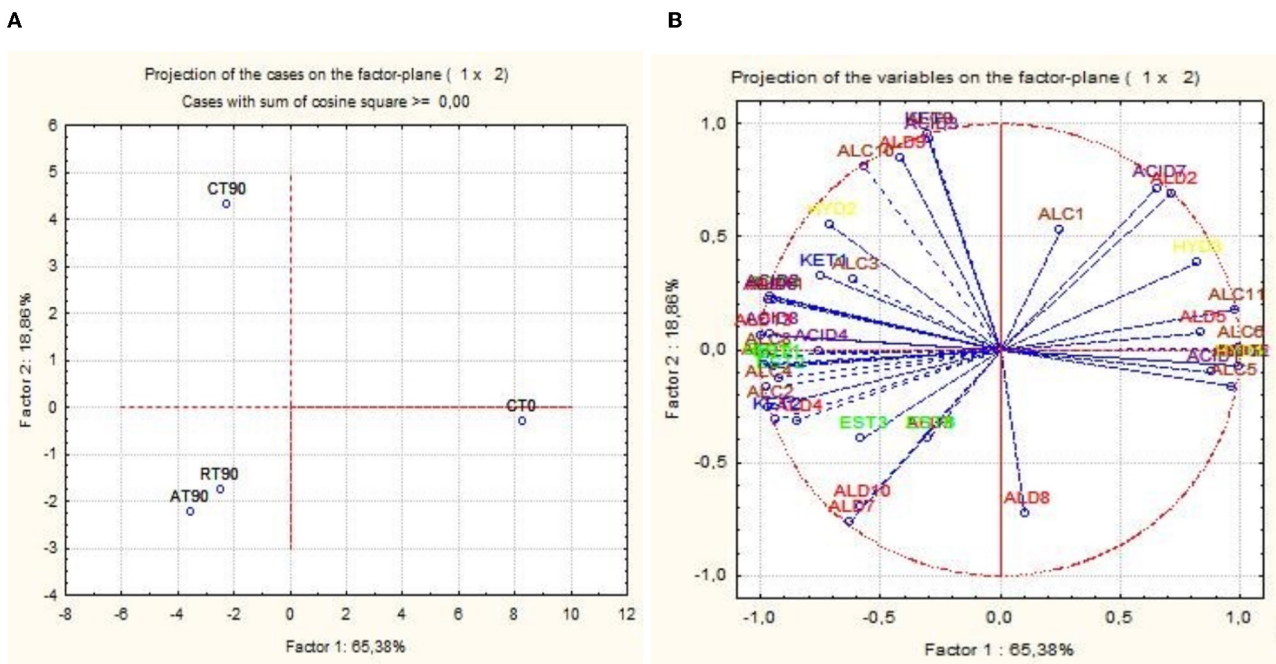 A
Projection of the cases on the factor-plane ( 1 x 2)
Cases with sum of cosine square >= 0,00
6
5
4
3
2
1
0
-1
-2
-3
-4
-8
-6
-4
-2
0
2
4
6
8
10
12
CT90
CT0
RT90
AT90
Factor 2: 18,86%
Factor 1: 65,38%
B
Projection of the variables on the factor-plane ( 1 x 2)
1,0
0,5
0,0
-0,5
-1,0
-1,0
-0,5
0,0
0,5
1,0
ALD9
ALC10
ACID7
ALD2
HYD2
ALC1
HYD3
KET1
ALC3
ALC11
ALD5
ACID4
ALC6
ALC4
ALC5
ALC2
KET2
EST3
ALD10
ALD7
ALD8
Factor 2 : 18,86%
Factor 1 : 65,38%